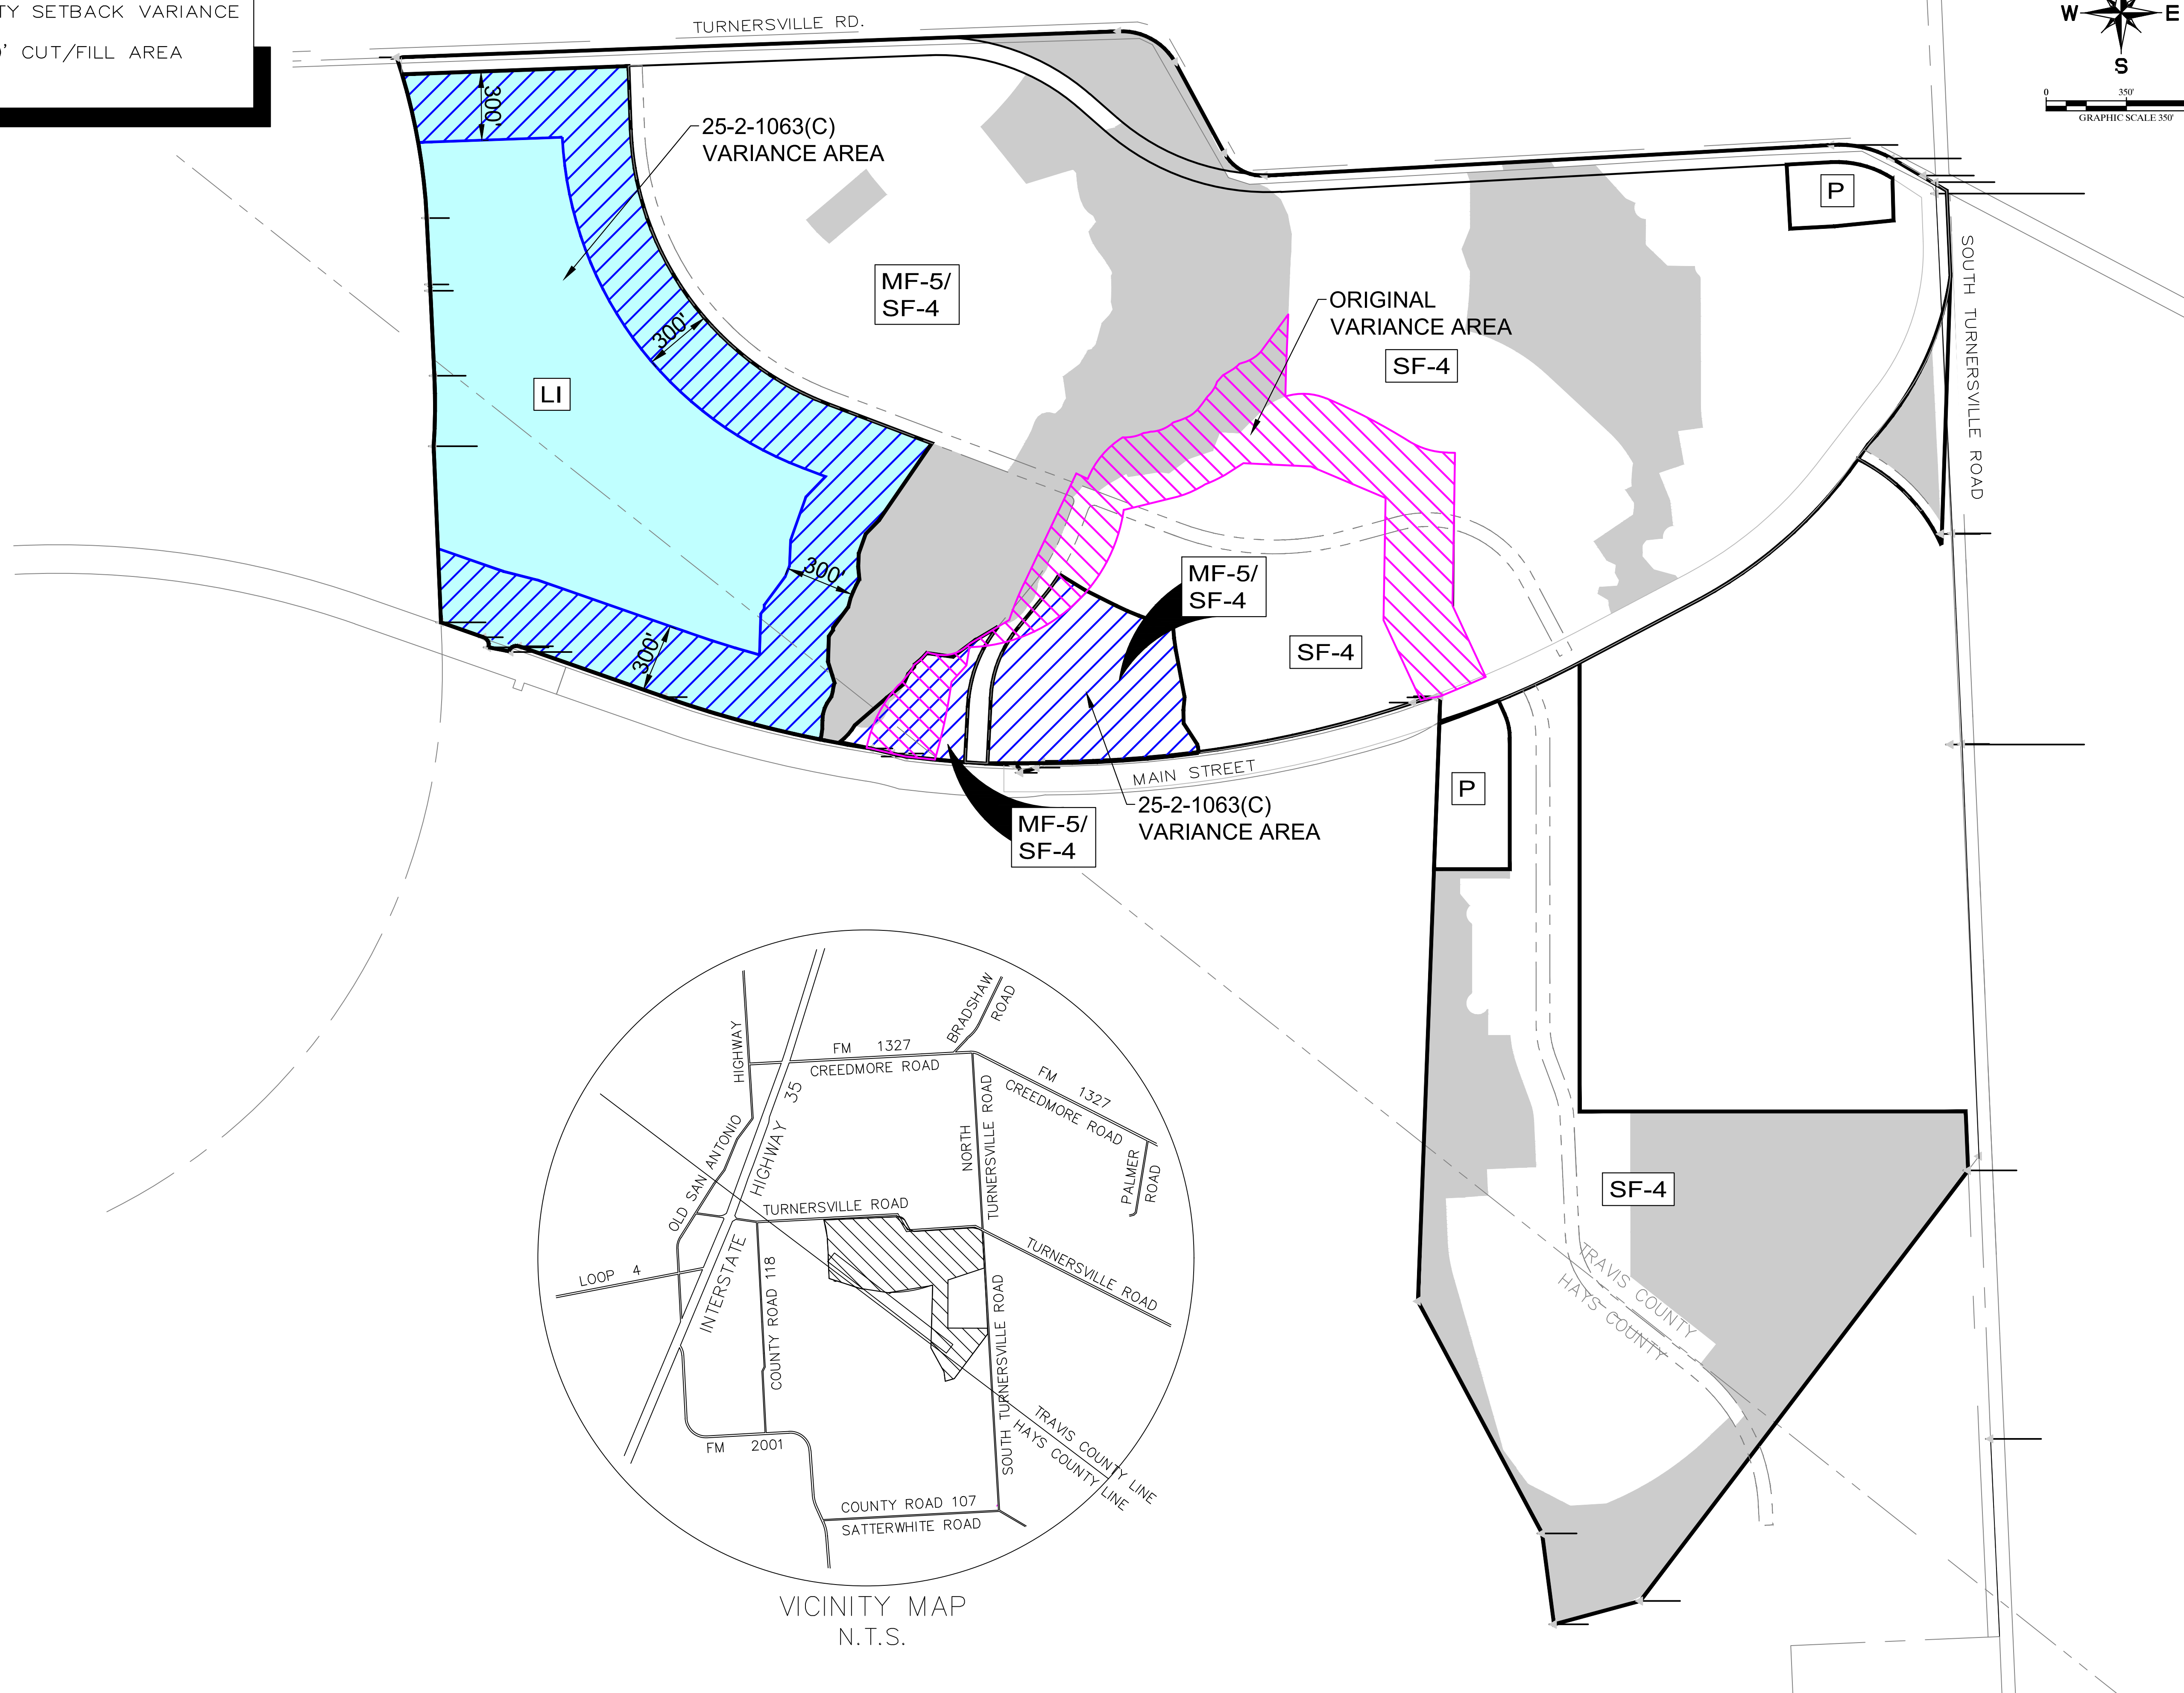 TY SETBACK VARIANCE
' CUT/FILL AREA
TURNERSVILLE RD.
W
E
S
0
350'
GRAPHIC SCALE 350'
300'
25-2-1063(C)
VARIANCE AREA
P
SOUTH TURNERSVILLE ROAD
MF-5/
SF-4
ORIGINAL
VARIANCE AREA
300'
SF-4
LI
300'
MF-5/
SF-4
300'
SF-4
MAIN STREET
P
25-2-1063(C)
VARIANCE AREA
MF-5/
SF-4
SF-4
TRAVIS COUNTY
HAYS COUNTY
HIGHWAY
FM 1327
CREEDMORE ROAD
BRADSHAW
ROAD
FM 1327
CREEDMORE ROAD
35
HIGHWAY
INTERSTATE
OLD SAN ANTONIO
NORTH
TURNERSVILLE ROAD
PALMER
ROAD
TURNERSVILLE ROAD
TURNERSVILLE ROAD
LOOP 4
COUNTY ROAD 118
SOUTH TURNERSVILLE ROAD
TRAVIS COUNTY LINE
HAYS COUNTY LINE
FM 2001
COUNTY ROAD 107
SATTERWHITE ROAD
VICINITY MAP
N.T.S.